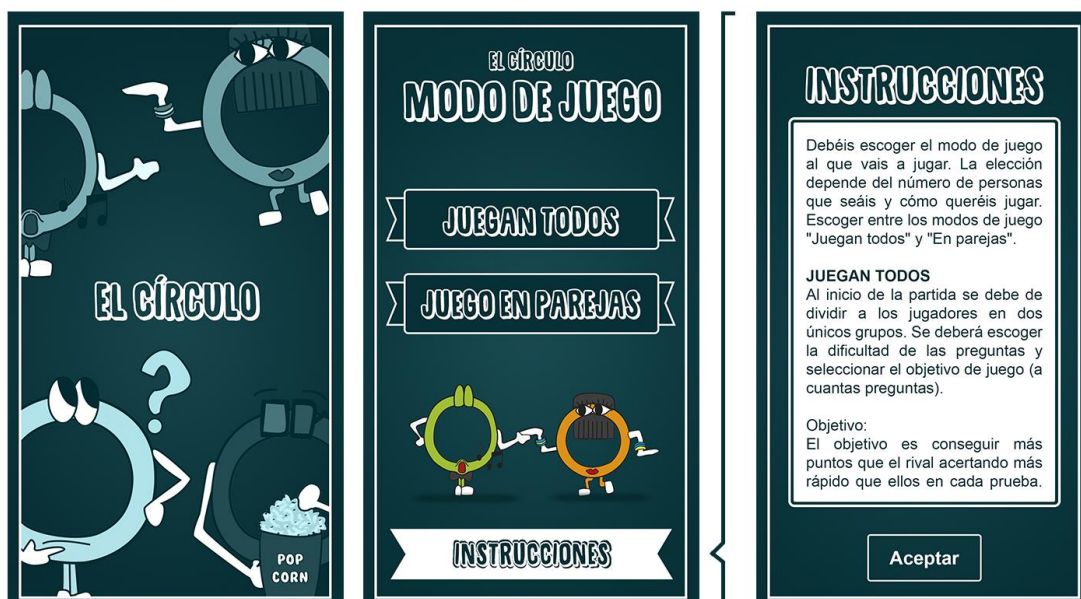 EL CÍRCULO
POP
CORN
EL CÍRCULO
MODO DE JUEGO
JUEGAN TODOS
JUEGO EN PAREJAS
INSTRUCCIONES
INSTRUCCIONES
Debéis escoger el modo de juego
al que vais a jugar. La elección
depende del número de personas
que seáis y cómo queréis jugar.
Escoger entre los modos de juego
"Juegan todos" y "En parejas".
JUEGAN TODOS
Al inicio de la partida se debe de
dividir a los jugadores en dos
únicos grupos. Se deberá escoger
la dificultad de las preguntas y
seleccionar el objetivo de juego (a
cuantas preguntas).
Objetivo:
El objetivo es conseguir más
puntos que el rival acertando más
rápido que ellos en cada prueba.
Aceptar